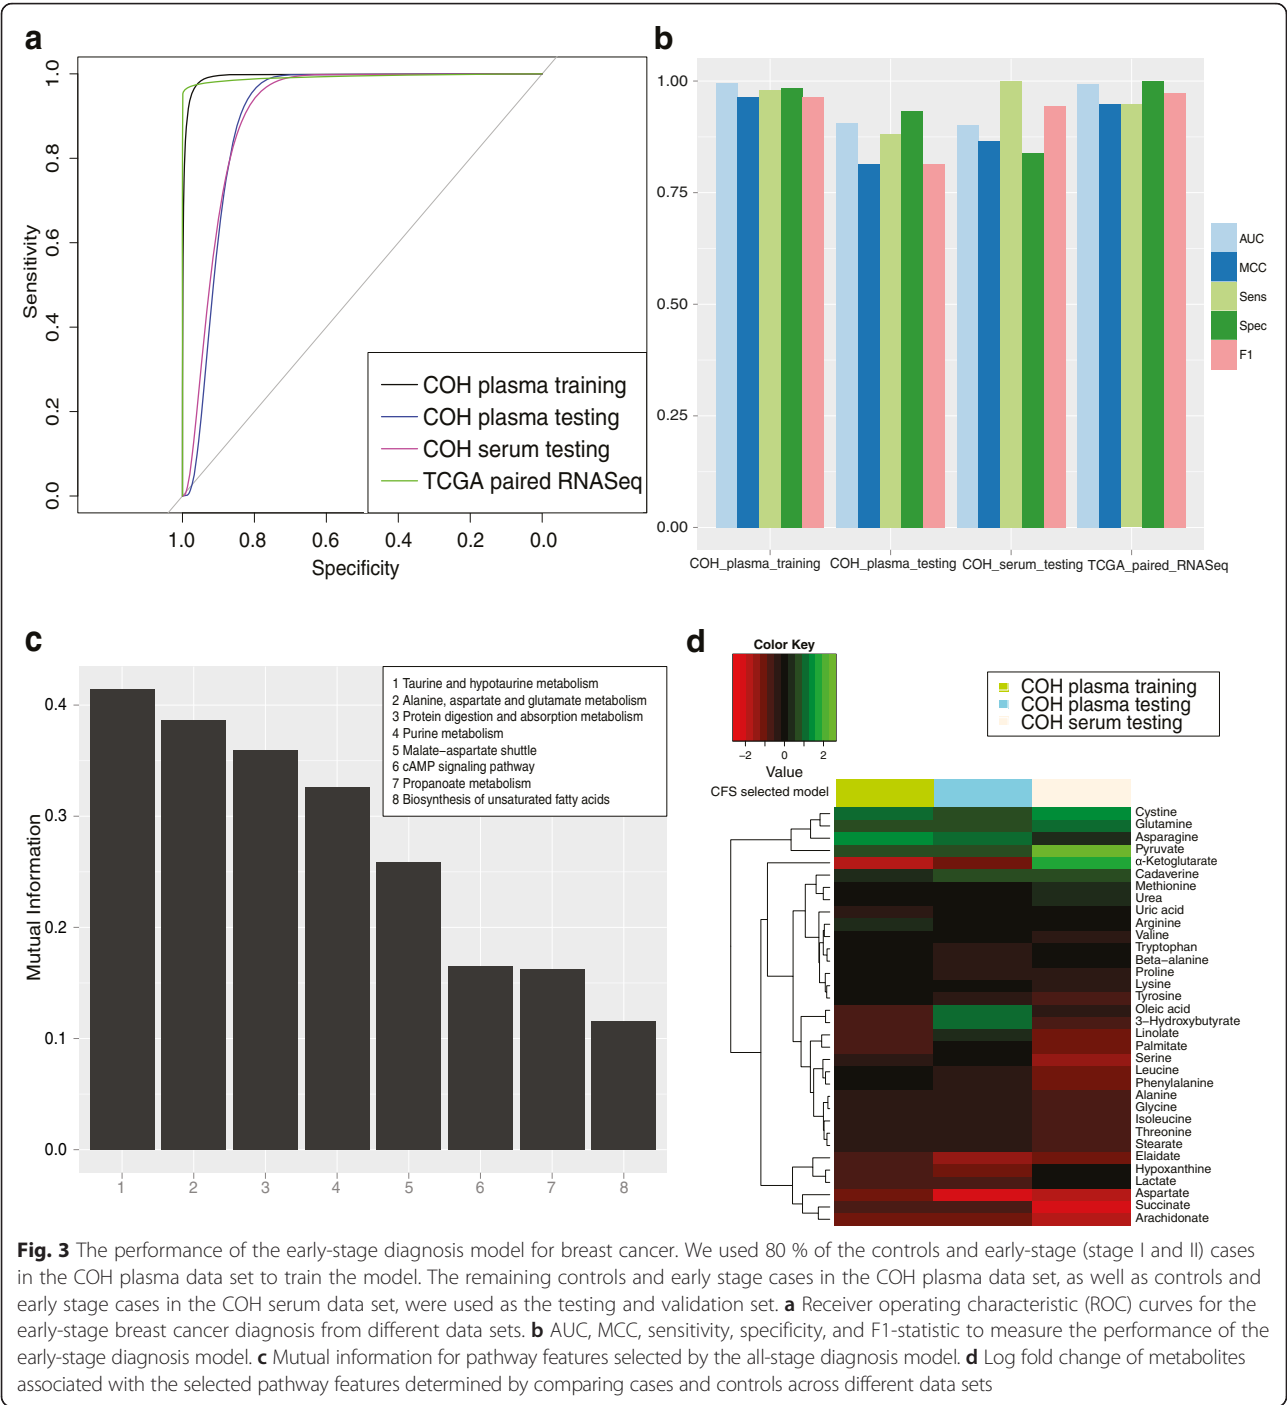 a
1.0
0.8
0.6
0.4
0.2
0.0
Sensitivity
COH plasma training
COH plasma testing
COH serum testing
TCGA paired RNASeq
1.0 0.8 0.6 0.4 0.2 0.0
Specificity
b
1.00
0.75
0.50
0.25
0.00
AUC
MCC
Sens
Spec
F1
COH_plasma_training COH_plasma_testing COH_serum_testing TCGA_paired_RNASeq
c
0.4
0.3
0.2
0.1
0.0
Mutual Information
1 Taurine and hypotaurine metabolism
2 Alanine, aspartate and glutamate metabolism
3 Protein digestion and absorption metabolism
4 Purine metabolism
5 Malate−aspartate shuttle
6 cAMP signaling pathway
7 Propanoate metabolism
8 Biosynthesis of unsaturated fatty acids
1 2 3 4 5 6 7 8
d
Color Key
−2 0 2
Value
COH plasma training
COH plasma testing
COH serum testing
CFS selected model
Cystine
Glutamine
Asparagine
Pyruvate
α-Ketoglutarate
Cadaverine
Methionine
Urea
Uric acid
Arginine
Valine
Tryptophan
Beta−alanine
Proline
Lysine
Tyrosine
Oleic acid
3−Hydroxybutyrate
Linolate
Palmitate
Serine
Leucine
Phenylalanine
Alanine
Glycine
Isoleucine
Threonine
Stearate
Elaidate
Hypoxanthine
Lactate
Aspartate
Succinate
Arachidonate
Fig. 3 The performance of the early-stage diagnosis model for breast cancer. We used 80 % of the controls and early-stage (stage I and II) cases
in the COH plasma data set to train the model. The remaining controls and early stage cases in the COH plasma data set, as well as controls and
early stage cases in the COH serum data set, were used as the testing and validation set. a Receiver operating characteristic (ROC) curves for the
early-stage breast cancer diagnosis from different data sets. b AUC, MCC, sensitivity, specificity, and F1-statistic to measure the performance of the
early-stage diagnosis model. c Mutual information for pathway features selected by the all-stage diagnosis model. d Log fold change of metabolites
associated with the selected pathway features determined by comparing cases and controls across different data sets